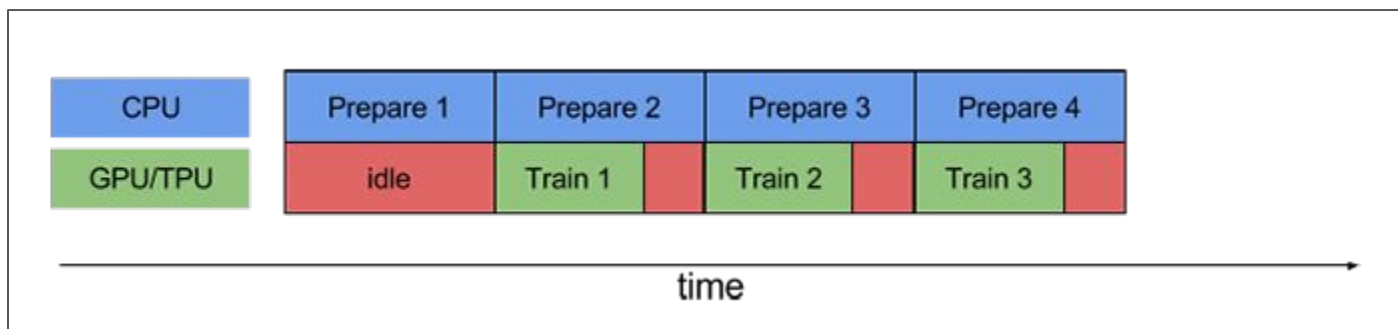 CPU Prepare 1 Prepare 2 Prepare 3 Prepare 4
GPU/TPU idle Train 1 Train 2 Train 3
time